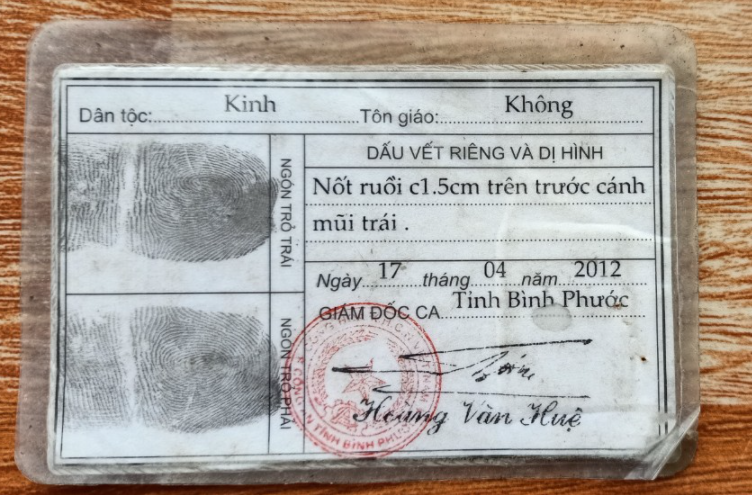 Dân tộc: Kinh Tôn giáo: Không
DẤU VẾT RIÊNG VÀ DỊ HÌNH
Nốt ruồi c1.5cm trên trước cánh
mũi trái .
NGÓN TRỎ TRÁI
Ngày 17 tháng 04 năm 2012
GIÁM ĐỐC CA Tỉnh Bình Phước
NGÓN TRỎ PHẢI
CÔNG AN TỈNH BÌNH PHƯỚC
Hoàng Văn Huệ